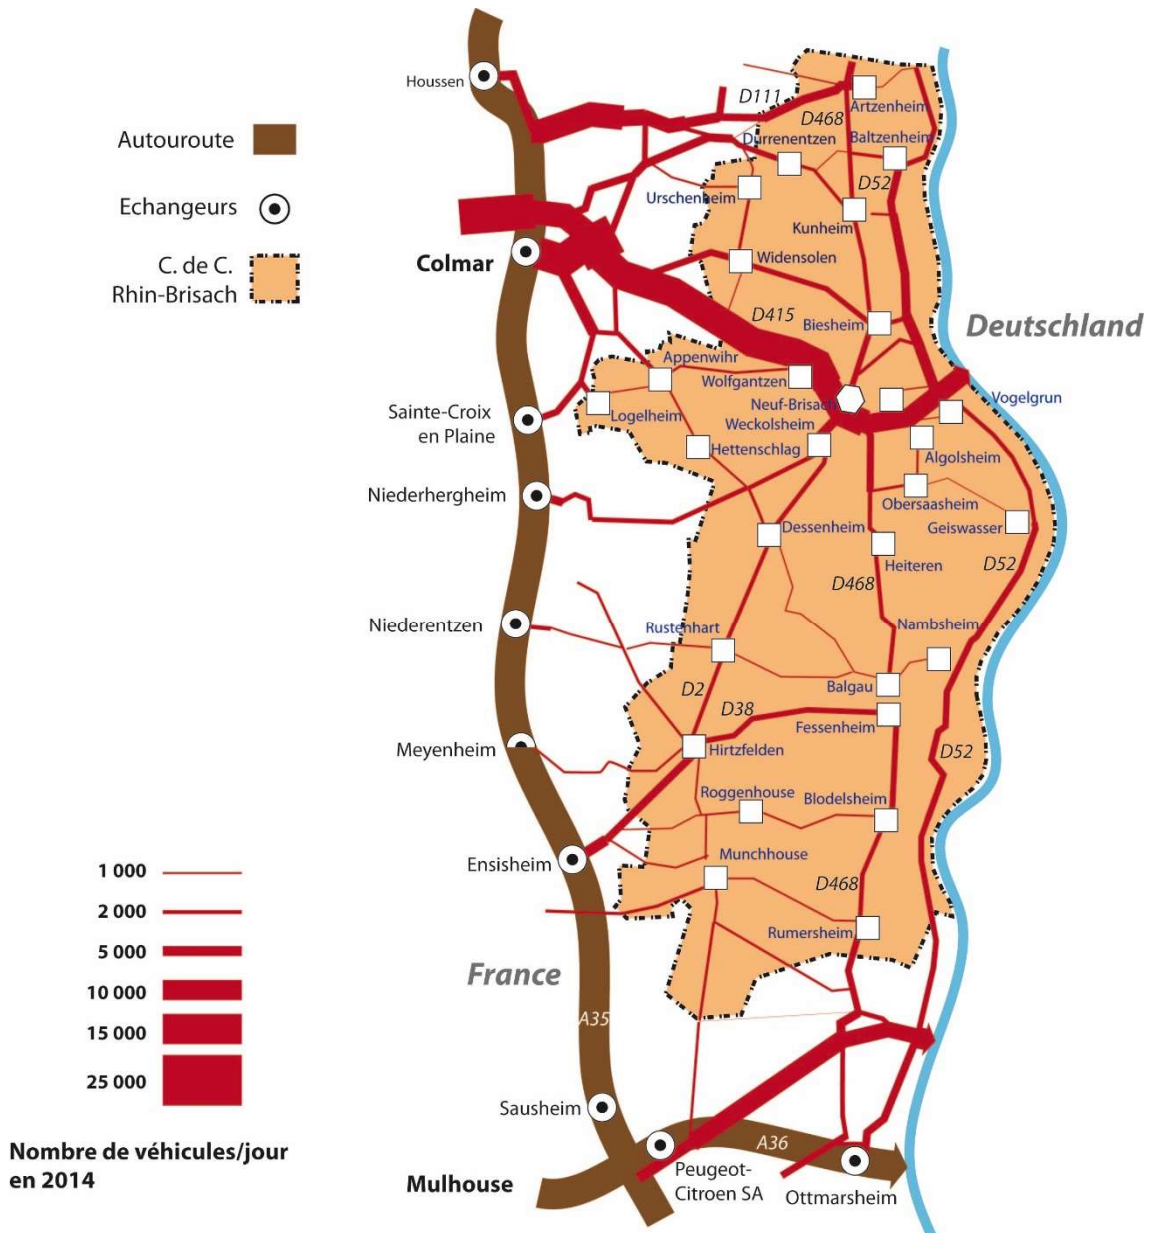 Houssen
Autouroute
Echangeurs
C. de C.
Rhin-Brisach
Colmar
Sainte-Croix
en Plaine
Niederhergheim
Niederentzen
Meyenheim
Ensisheim
Sausheim
Mulhouse
D111
Artzenheim
D468
Durrenentzen
Baltzenheim
D52
Urschenheim
Kunheim
Widensolen
D415
Biesheim
Deutschland
Appenwihr
Wolfgantzen
Vogelgrun
Neuf-Brisach
Logelheim
Weckolsheim
Hettenschlag
Algolsheim
Obersaasheim
Geiswasser
Dessenheim
D52
Heiteren
D468
Nambsheim
Rustenhart
D2
Balgau
D38
Fessenheim
Hirtzfelden
D52
Roggenhouse
Blodelsheim
Munchhouse
D468
Rumersheim
France
A35
A36
Peugeot-
Citroen SA
Ottmarsheim
1 000
2 000
5 000
10 000
15 000
25 000
Nombre de véhicules/jour
en 2014